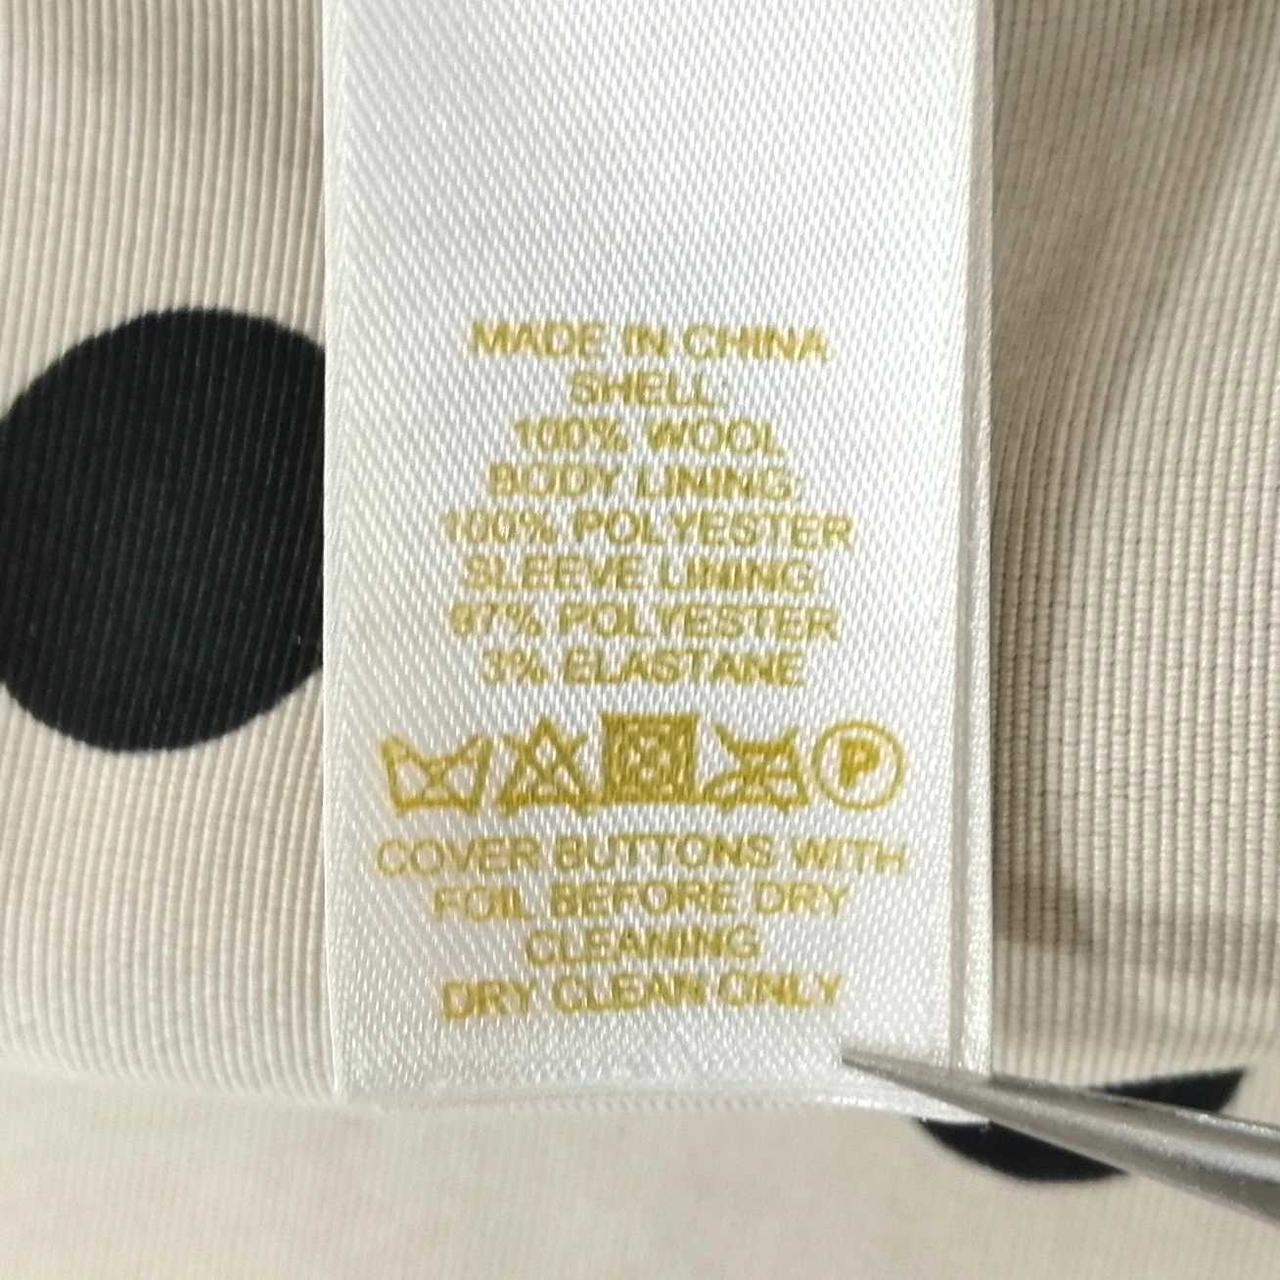 MADE IN CHINA
SHELL:
100% WOOL
BODY LINING:
100% POLYESTER
SLEEVE LINING:
97% POLYESTER
3% ELASTANE
P
COVER BUTTONS WITH
FOIL BEFORE DRY
CLEANING
DRY CLEAN ONLY